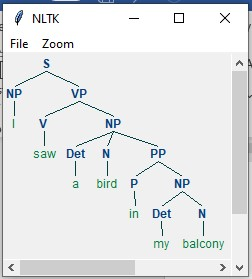 NLTK
File Zoom
S
NP VP
I V NP
saw Det N PP
a bird P NP
in Det N
my balcony